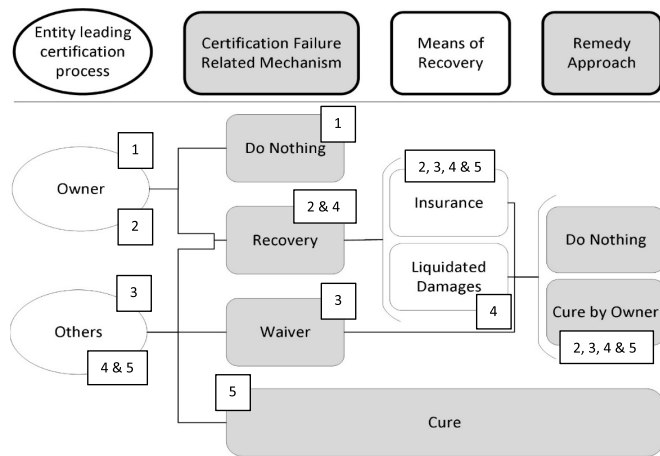 Entity leading
certification
process
Certification Failure
Related Mechanism
Means of
Recovery
Remedy
Approach
1
Owner
2
1
Do Nothing
2 & 4
Recovery
2, 3, 4 & 5
Insurance
Liquidated
Damages
4
Do Nothing
Cure by Owner
2, 3, 4 & 5
3
Others
4 & 5
3
Waiver
5
Cure